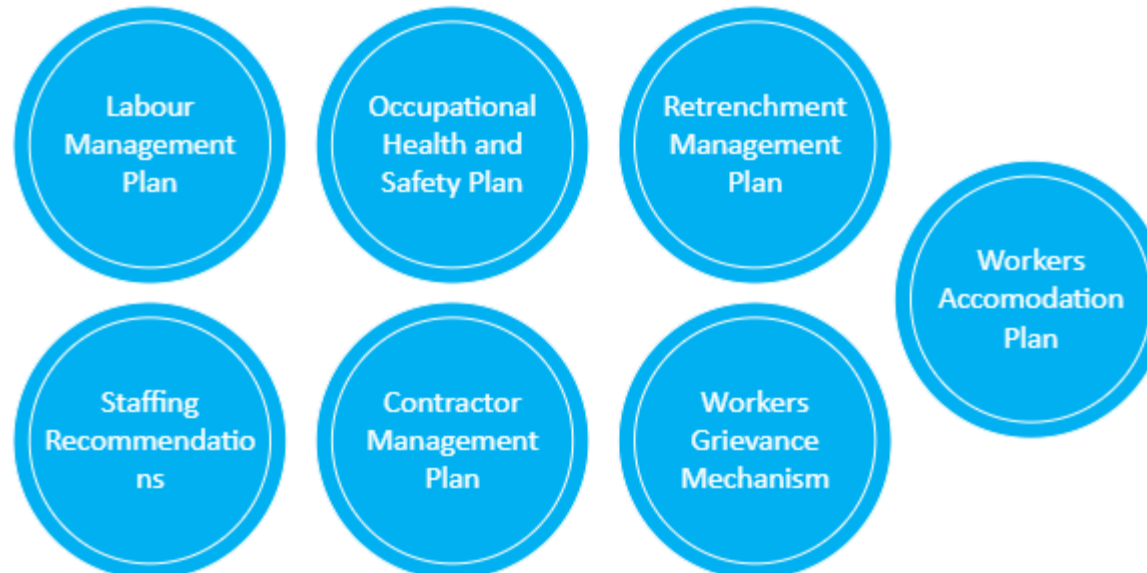 Labour
Management
Plan
Occupational
Health and
Safety Plan
Retrenchment
Management
Plan
Workers
Accomodation
Plan
Staffing
Recommendatio
ns
Contractor
Management
Plan
Workers
Grievance
Mechanism